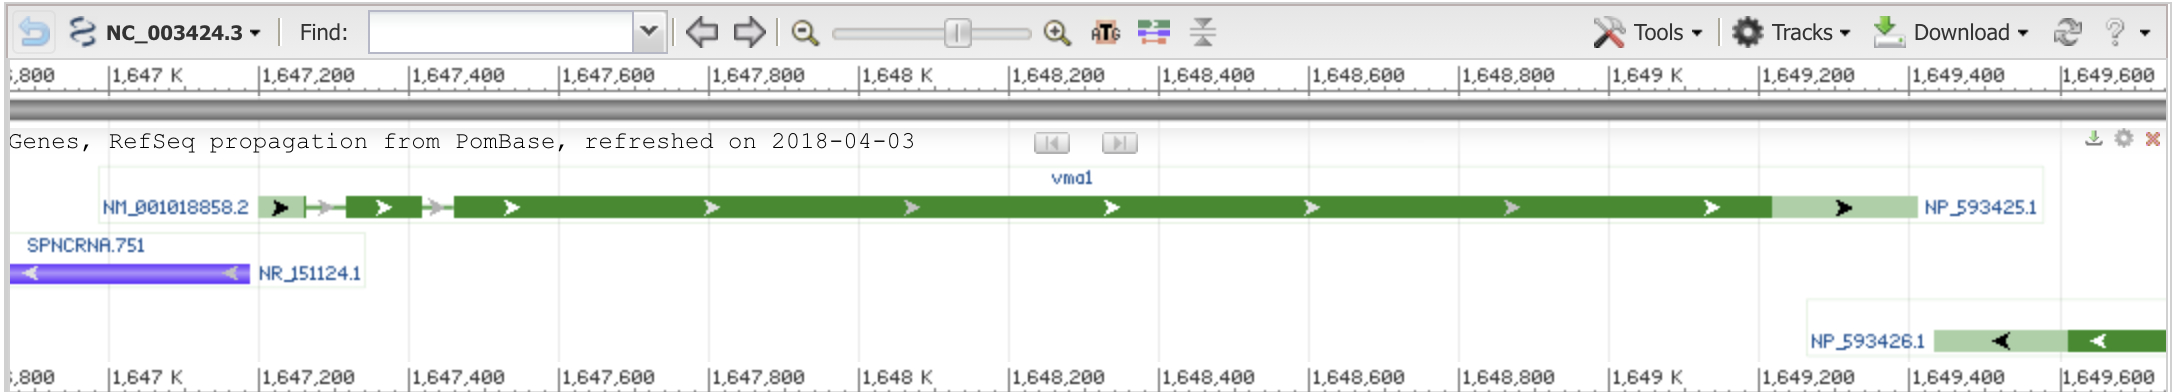 NC_003424.3 Find: ATG Tools Tracks Download ?
,800 1,647 K 1,647,200 1,647,400 1,647,600 1,647,800 1,648 K 1,648,200 1,648,400 1,648,600 1,648,800 1,649 K 1,649,200 1,649,400 1,649,600
Genes, RefSeq propagation from PomBase, refreshed on 2018-04-03
vma1
NM_001018858.2 NP_593425.1
SPNCRNA.751
NR_151124.1
NP_593426.1
,800 1,647 K 1,647,200 1,647,400 1,647,600 1,647,800 1,648 K 1,648,200 1,648,400 1,648,600 1,648,800 1,649 K 1,649,200 1,649,400 1,649,600